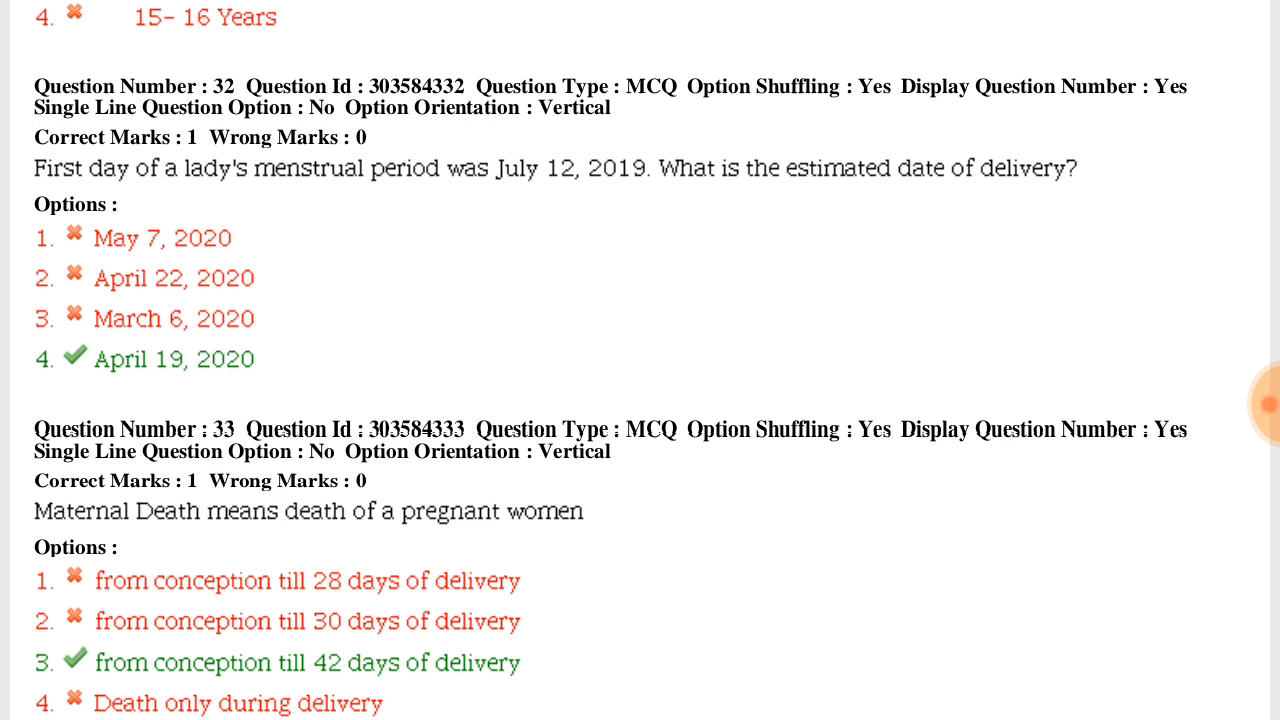 4. 15- 16 Years
Question Number : 32 Question Id : 303584332 Question Type : MCQ Option Shuffling : Yes Display Question Number : Yes
Single Line Question Option : No Option Orientation : Vertical
Correct Marks : 1 Wrong Marks : 0
First day of a lady's menstrual period was July 12, 2019. What is the estimated date of delivery?
Options :
1. May 7, 2020
2. April 22, 2020
3. March 6, 2020
4. April 19, 2020
Question Number : 33 Question Id : 303584333 Question Type : MCQ Option Shuffling : Yes Display Question Number : Yes
Single Line Question Option : No Option Orientation : Vertical
Correct Marks : 1 Wrong Marks : 0
Maternal Death means death of a pregnant women
Options :
1. from conception till 28 days of delivery
2. from conception till 30 days of delivery
3. from conception till 42 days of delivery
4. Death only during delivery